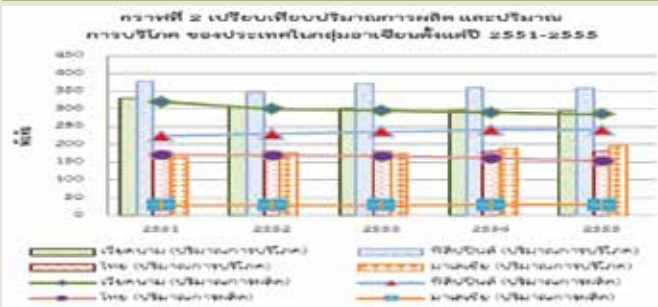 กราฟที่ 2 เปรียบเทียบปริมาณการผลิต และปริมาณ
การบริโภค ของประเทศในกลุ่มอาเซียนตั้งแต่ปี 2551-2555
450
400
350
300
250
200
150
100
50
0
2551 2552 2553 2554 2555
เวียดนาม (ปริมาณการบริโภค) ฟิลิปปินส์ (ปริมาณการบริโภค)
ไทย (ปริมาณการบริโภค) มาเลเซีย (ปริมาณการบริโภค)
เวียดนาม (ปริมาณการผลิต) ฟิลิปปินส์ (ปริมาณการผลิต)
ไทย (ปริมาณการผลิต) มาเลเซีย (ปริมาณการผลิต)